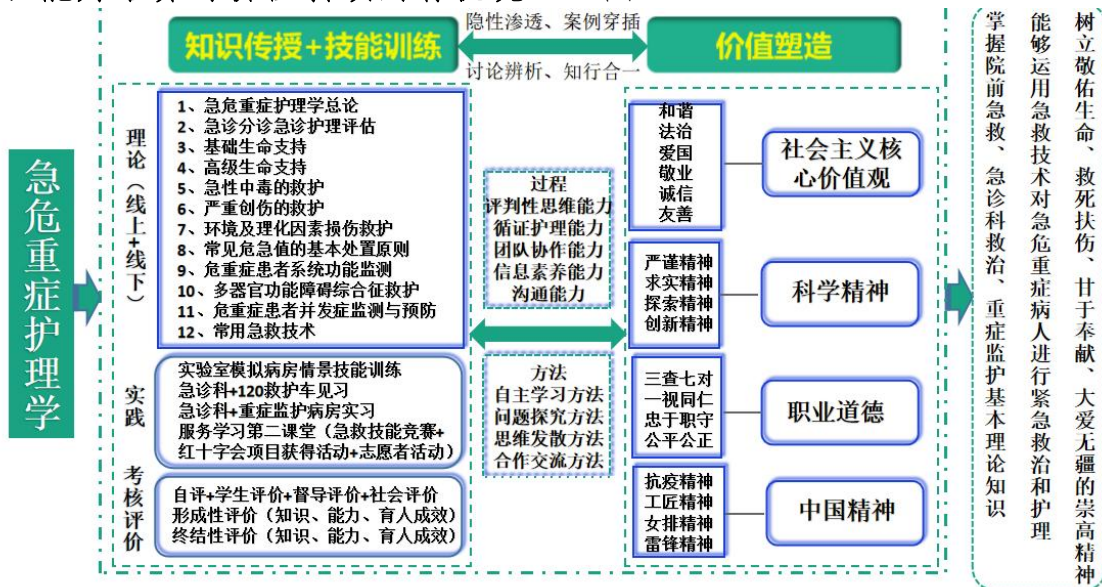 隐性渗透、案例穿插
知识传授+技能训练
价值塑造
讨论辨析、知行合一
急危重症护理学
理论（线上+线下）
1、急危重症护理学总论
2、急诊分诊急诊护理评估
3、基础生命支持
4、高级生命支持
5、急性中毒的救护
6、严重创伤的救护
7、环境及理化因素损伤救护
8、常见危急值的基本处置原则
9、危重症患者系统功能监测
10、多器官功能障碍综合征救护
11、危重症患者并发症监测与预防
12、常用急救技术
实践
实验室模拟病房情景技能训练
急诊科+120救护车见习
急诊科+重症监护病房实习
服务学习第二课堂（急救技能竞赛+
红十字会项目获得活动+志愿者活动）
考核评价
自评+学生评价+督导评价+社会评价
形成性评价（知识、能力、育人成效）
终结性评价（知识、能力、育人成效）
过程
评判性思维能力
循证护理能力
团队协作能力
信息素养能力
沟通能力
方法
自主学习方法
问题探究方法
思维发散方法
合作交流方法
和谐
法治
爱国
敬业
诚信
友善
社会主义核
心价值观
严谨精神
求实精神
探索精神
创新精神
科学精神
三查七对
一视同仁
忠于职守
公平公正
职业道德
抗疫精神
工匠精神
女排精神
雷锋精神
中国精神
树立敬佑生命、救死扶伤、甘于奉献、大爱无疆的崇高精神
能够运用急救技术对急危重症病人进行紧急救治和护理
掌握院前急救、急诊科救治、重症监护基本理论知识